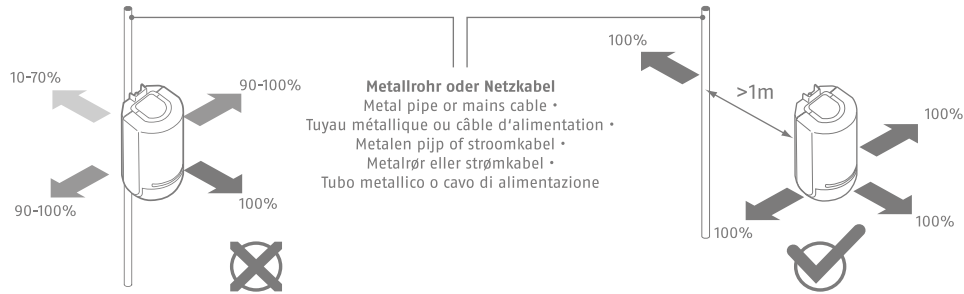 10-70%
90-100%
90-100%
100%
Metallrohr oder Netzkabel
Metal pipe or mains cable •
Tuyau métallique ou câble d'alimentation •
Metalen pijp of stroomkabel •
Metalrør eller strømkabel •
Tubo metallico o cavo di alimentazione
100%
>1m
100%
100%
100%